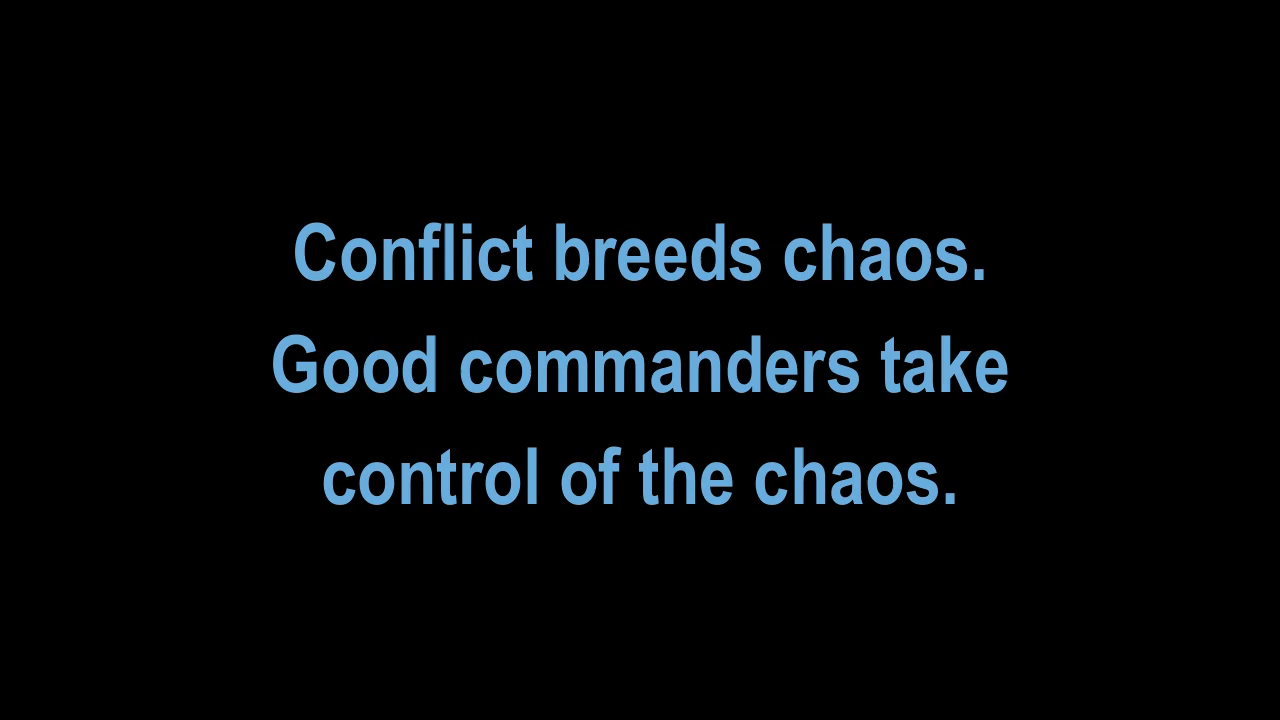 Conflict breeds chaos.
Good commanders take
control of the chaos.